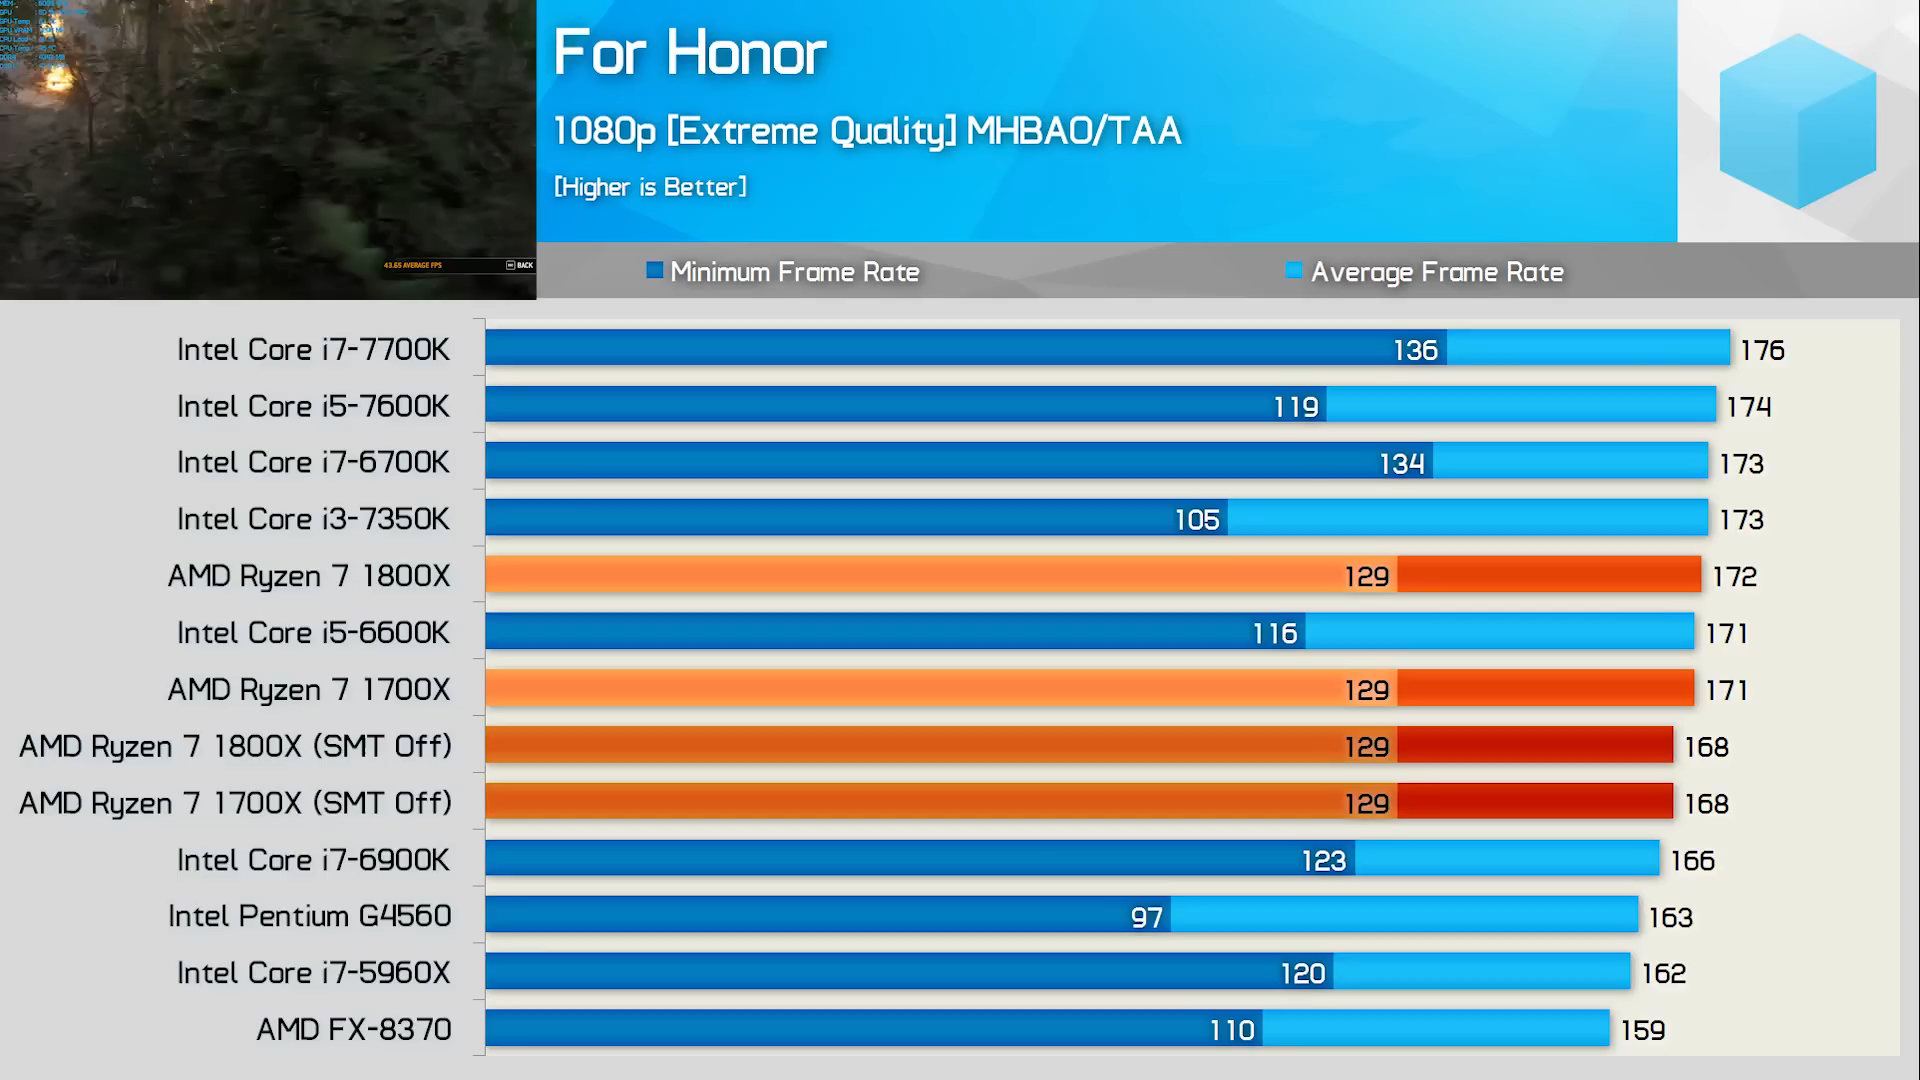 For Honor
1080p [Extreme Quality] MHBAO/TAA
[Higher is Better]
43.65 AVERAGE FPS
BACK
Minimum Frame Rate
Average Frame Rate
Intel Core i7-7700K 136 176
Intel Core i5-7600K 119 174
Intel Core i7-6700K 134 173
Intel Core i3-7350K 105 173
AMD Ryzen 7 1800X 129 172
Intel Core i5-6600K 116 171
AMD Ryzen 7 1700X 129 171
AMD Ryzen 7 1800X (SMT Off) 129 168
AMD Ryzen 7 1700X (SMT Off) 129 168
Intel Core i7-6900K 123 166
Intel Pentium G4560 97 163
Intel Core i7-5960X 120 162
AMD FX-8370 110 159